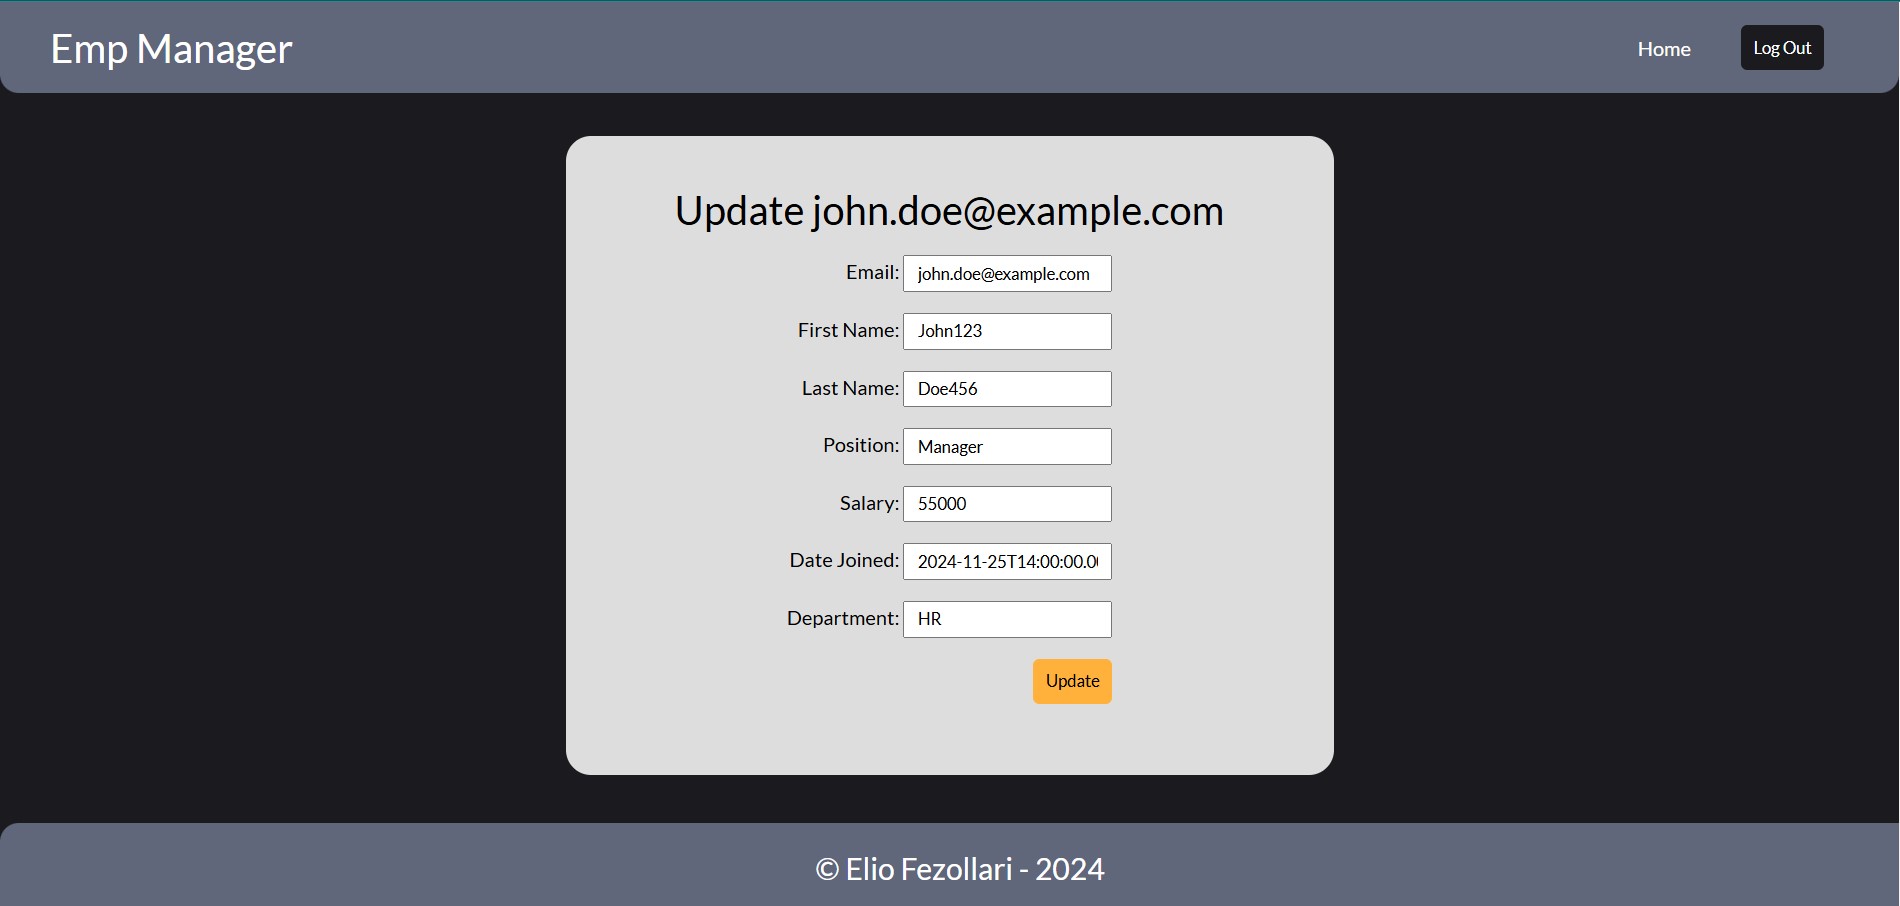 Emp Manager
Home
Log Out
Update john.doe@example.com
Email: john.doe@example.com
First Name: John123
Last Name: Doe456
Position: Manager
Salary: 55000
Date Joined: 2024-11-25T14:00:00.0
Department: HR
Update
© Elio Fezollari - 2024